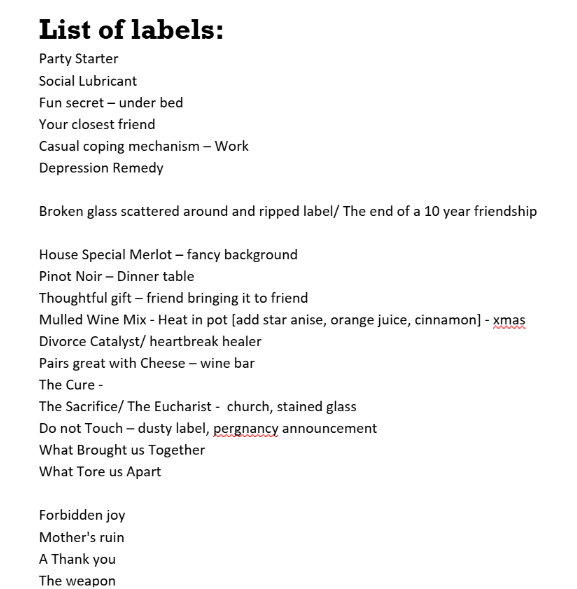 List of labels:
Party Starter
Social Lubricant
Fun secret – under bed
Your closest friend
Casual coping mechanism – Work
Depression Remedy
Broken glass scattered around and ripped label/ The end of a 10 year friendship
House Special Merlot – fancy background
Pinot Noir – Dinner table
Thoughtful gift – friend bringing it to friend
Mulled Wine Mix - Heat in pot [add star anise, orange juice, cinnamon] - xmas
Divorce Catalyst/ heartbreak healer
Pairs great with Cheese – wine bar
The Cure -
The Sacrifice/ The Eucharist -  church, stained glass
Do not Touch – dusty label, pergnancy announcement
What Brought us Together
What Tore us Apart
Forbidden joy
Mother's ruin
A Thank you
The weapon